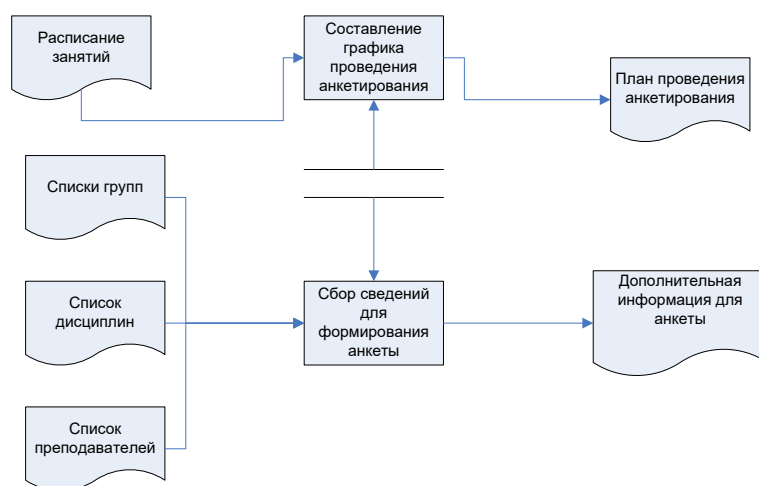 Расписание
занятий
Составление
графика
проведения
анкетирования
План проведения
анкетирования
Списки групп
Список
дисциплин
Сбор сведений
для
формирования
анкеты
Дополнительная
информация для
анкеты
Список
преподавателей